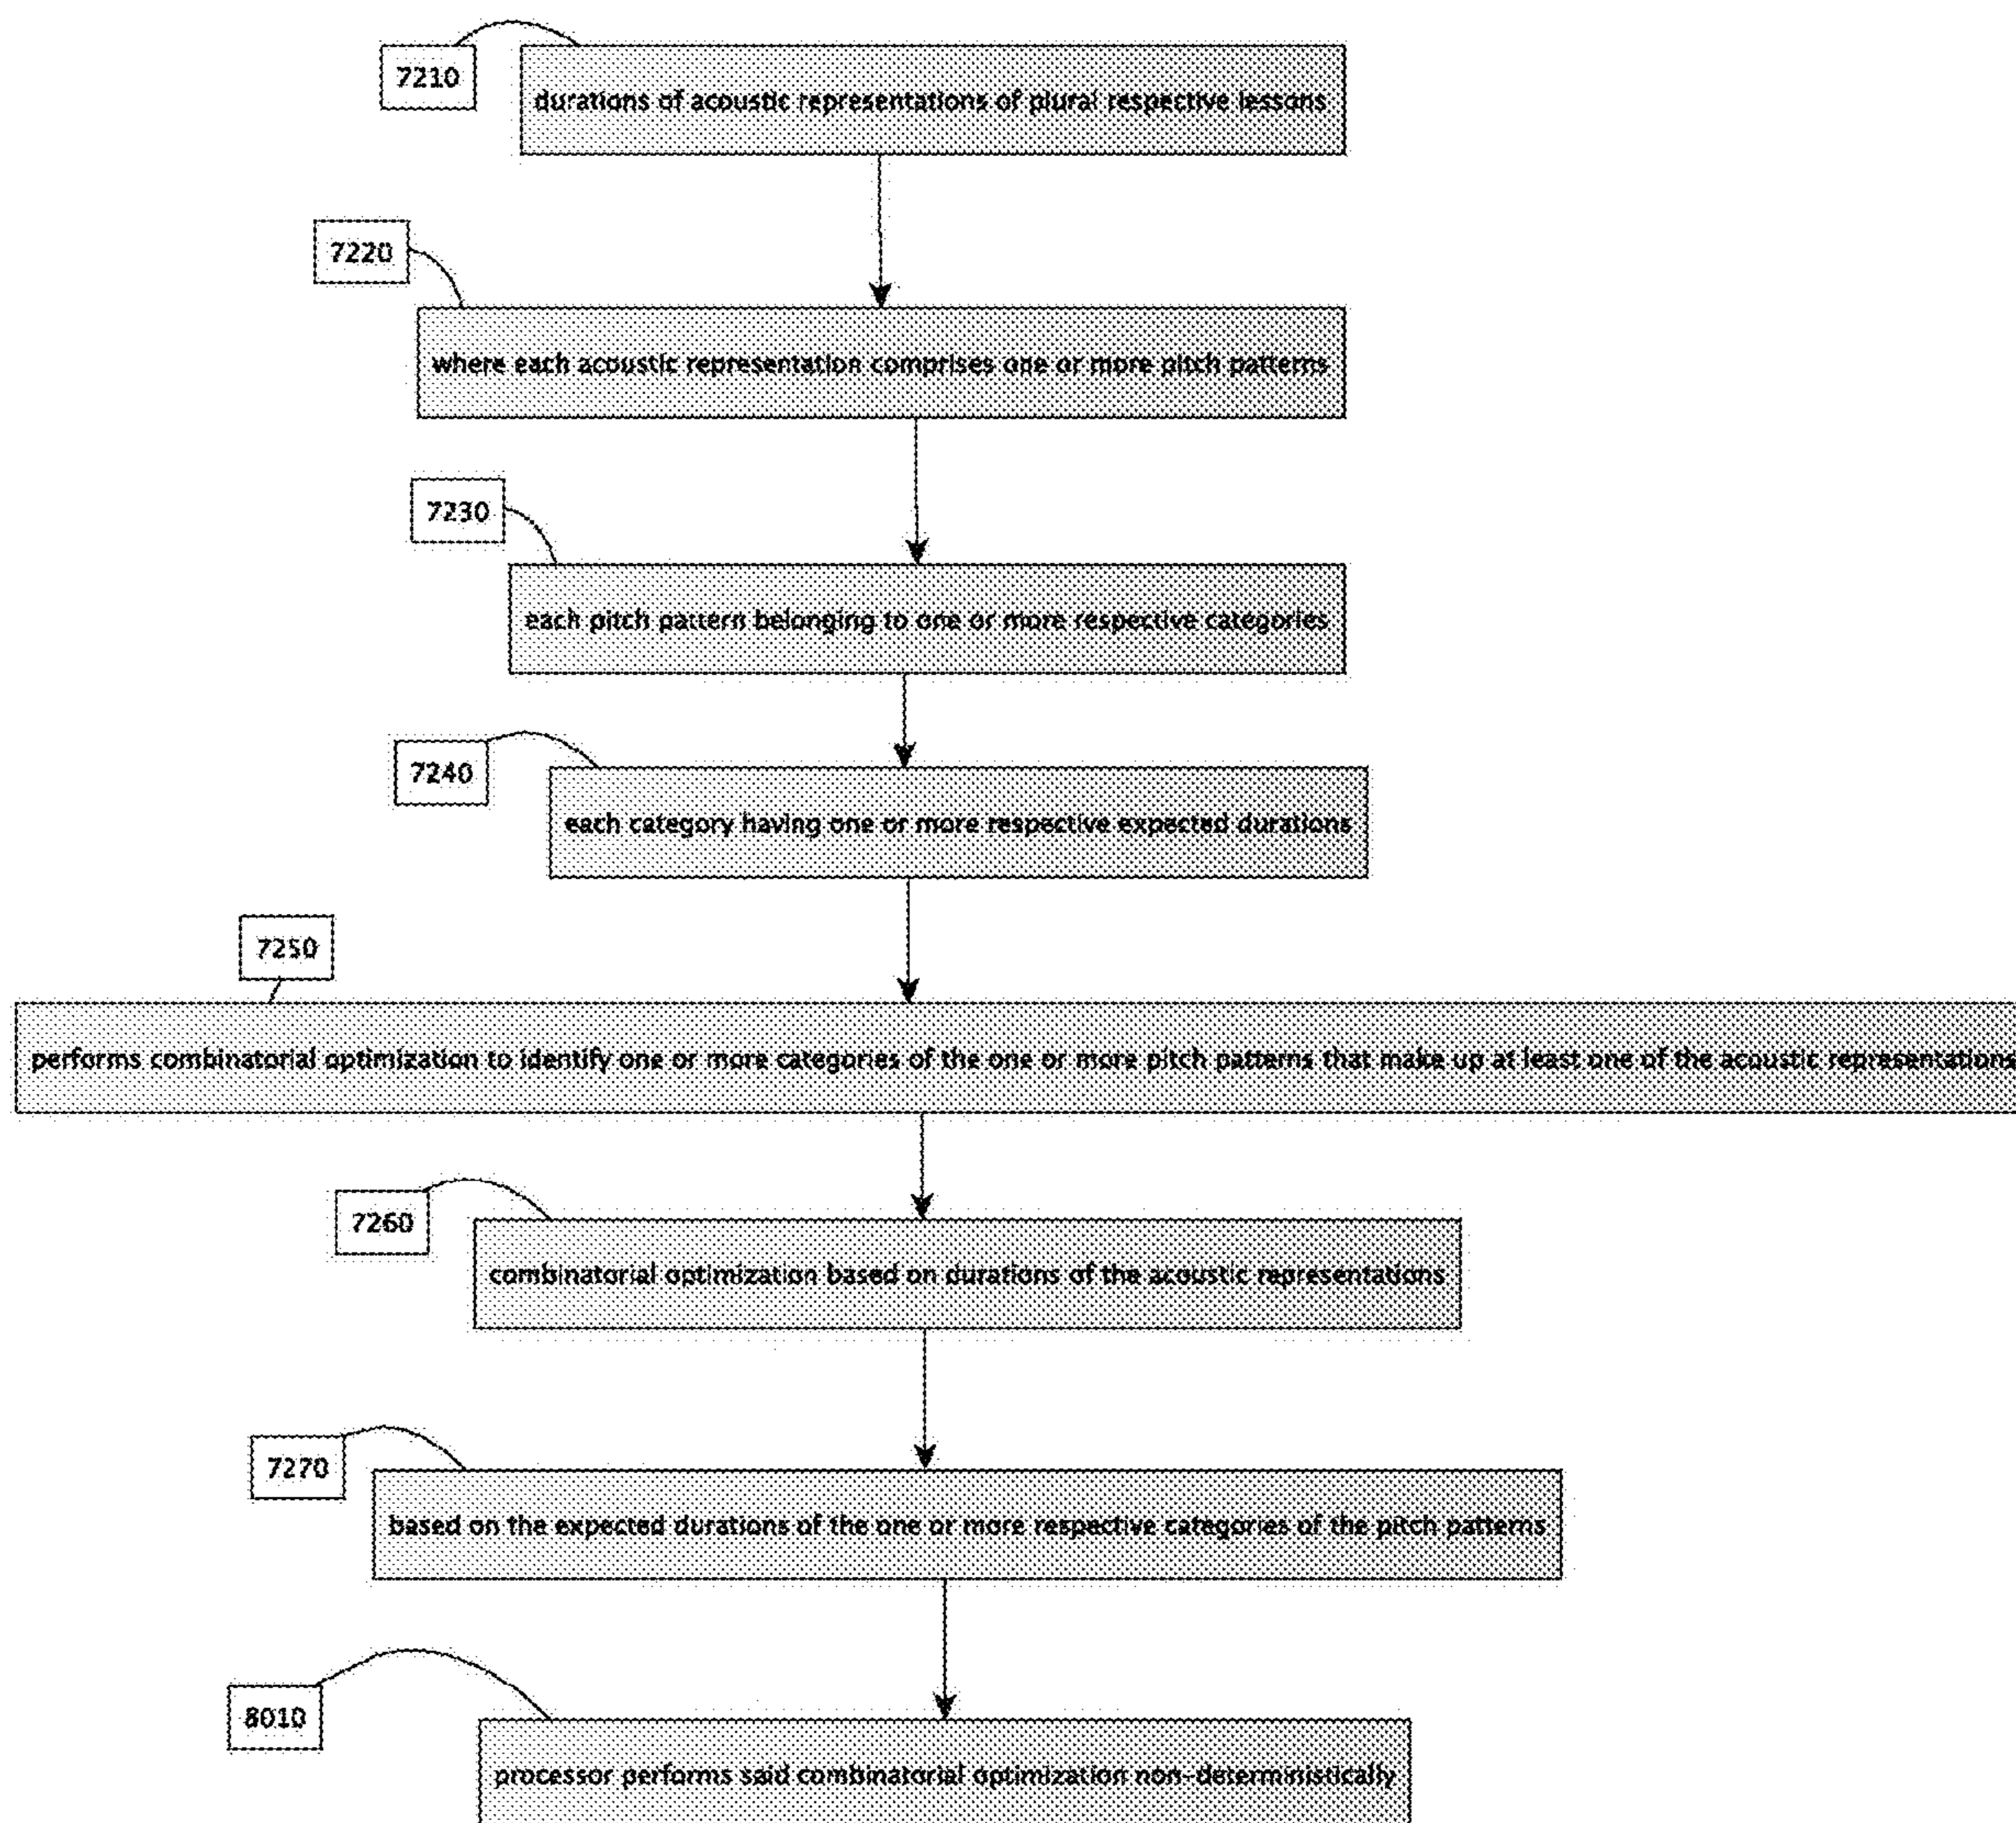 7210
durations of acoustic representations of plural respective lessons
7220
where each acoustic representation comprises one or more pitch patterns
7230
each pitch pattern belonging to one or more respective categories
7240
each category having one or more respective expected durations
7250
performs combinatorial optimization to identify one or more categories of the one or more pitch patterns that make up at least one of the acoustic representations
7260
combinatorial optimization based on durations of the acoustic representations
7270
based on the expected durations of the one or more respective categories of the pitch patterns
8010
processor performs said combinatorial optimization non-deterministically